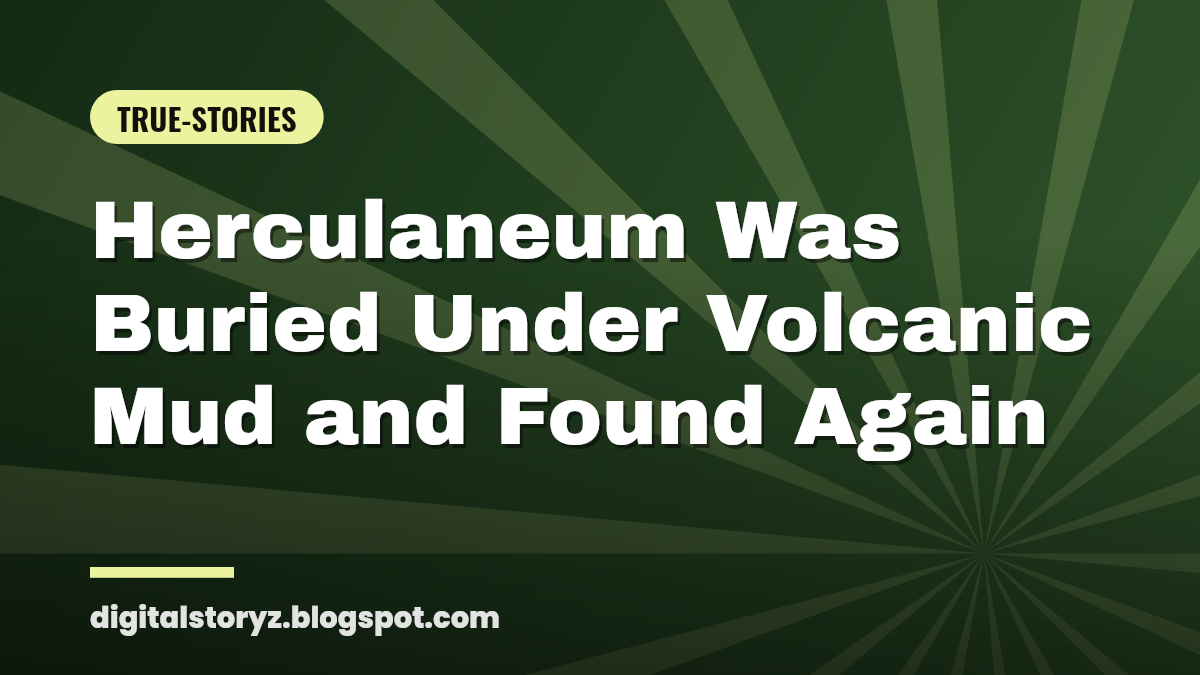 TRUE-STORIES
Herculaneum Was
Buried Under Volcanic
Mud and Found Again
digitalstoryz.blogspot.com